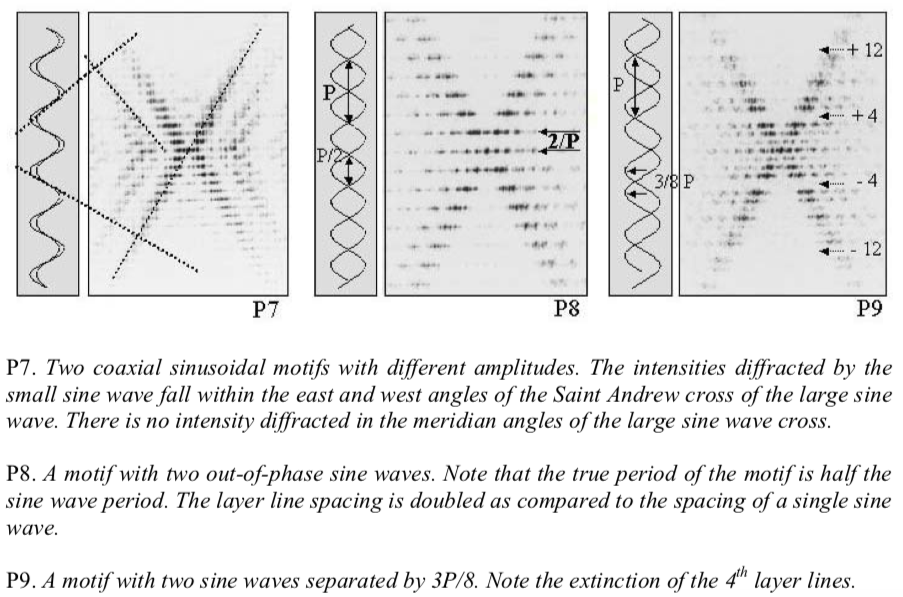 P
P/2
2/P
P
3/8 P
+ 12
+ 4
- 4
- 12
P7
P8
P9
P7. Two coaxial sinusoidal motifs with different amplitudes. The intensities diffracted by the
small sine wave fall within the east and west angles of the Saint Andrew cross of the large sine
wave. There is no intensity diffracted in the meridian angles of the large sine wave cross.
P8. A motif with two out-of-phase sine waves. Note that the true period of the motif is half the
sine wave period. The layer line spacing is doubled as compared to the spacing of a single sine
wave.
P9. A motif with two sine waves separated by 3P/8. Note the extinction of the 4th layer lines.